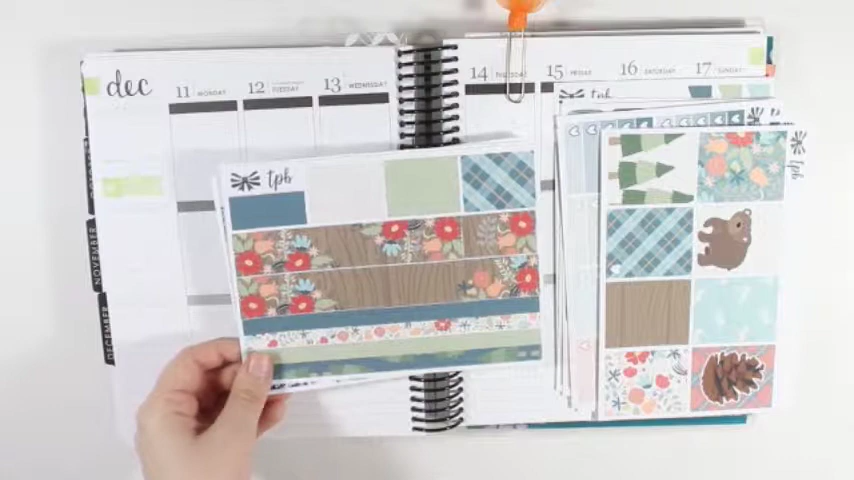 dec
11 MONDAY
12 TUESDAY
13 WEDNESDAY
14 THURSDAY
15 FRIDAY
16 SATURDAY
17 SUNDAY
tpb
tpb
tpb
NOVEMBER
DECEMBER